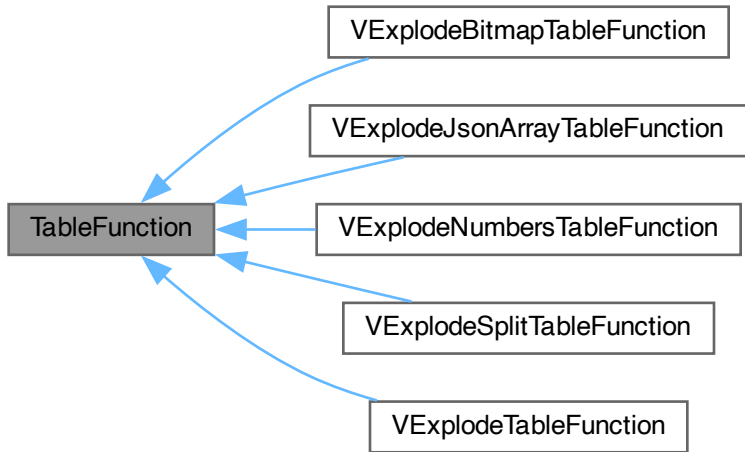 VExplodeBitmapTableFunction
VExplodeJsonArrayTableFunction
TableFunction
VExplodeNumbersTableFunction
VExplodeSplitTableFunction
VExplodeTableFunction